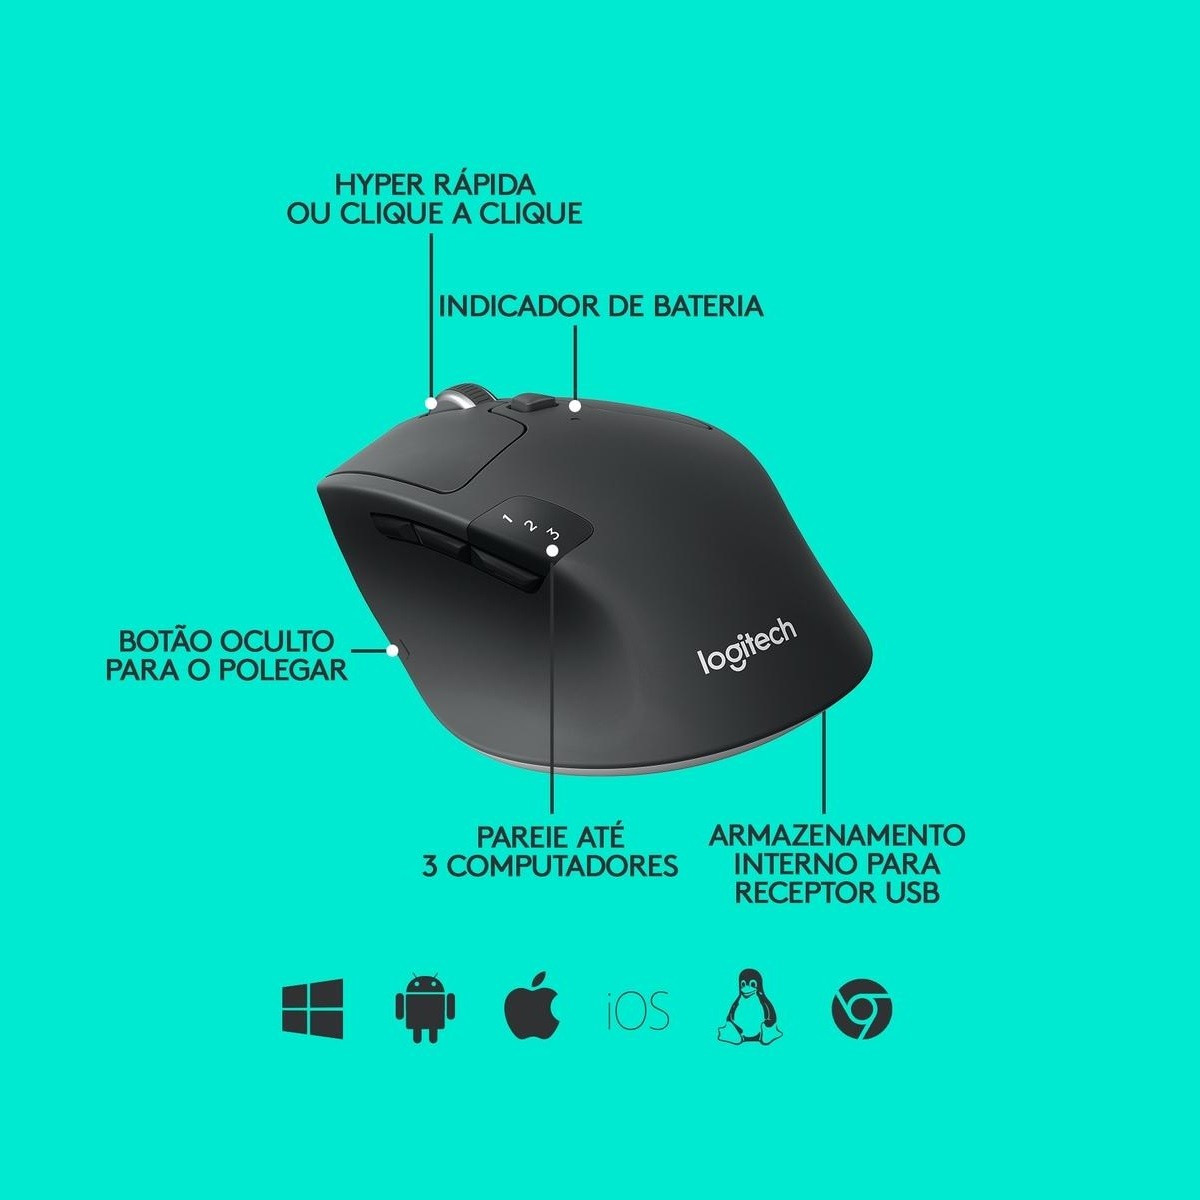 HYPER RÁPIDA
OU CLIQUE A CLIQUE
INDICADOR DE BATERIA
1 2 3
logitech
BOTÃO OCULTO
PARA O POLEGAR
PAREIE ATÉ
3 COMPUTADORES
ARMAZENAMENTO
INTERNO PARA
RECEPTOR USB
iOS